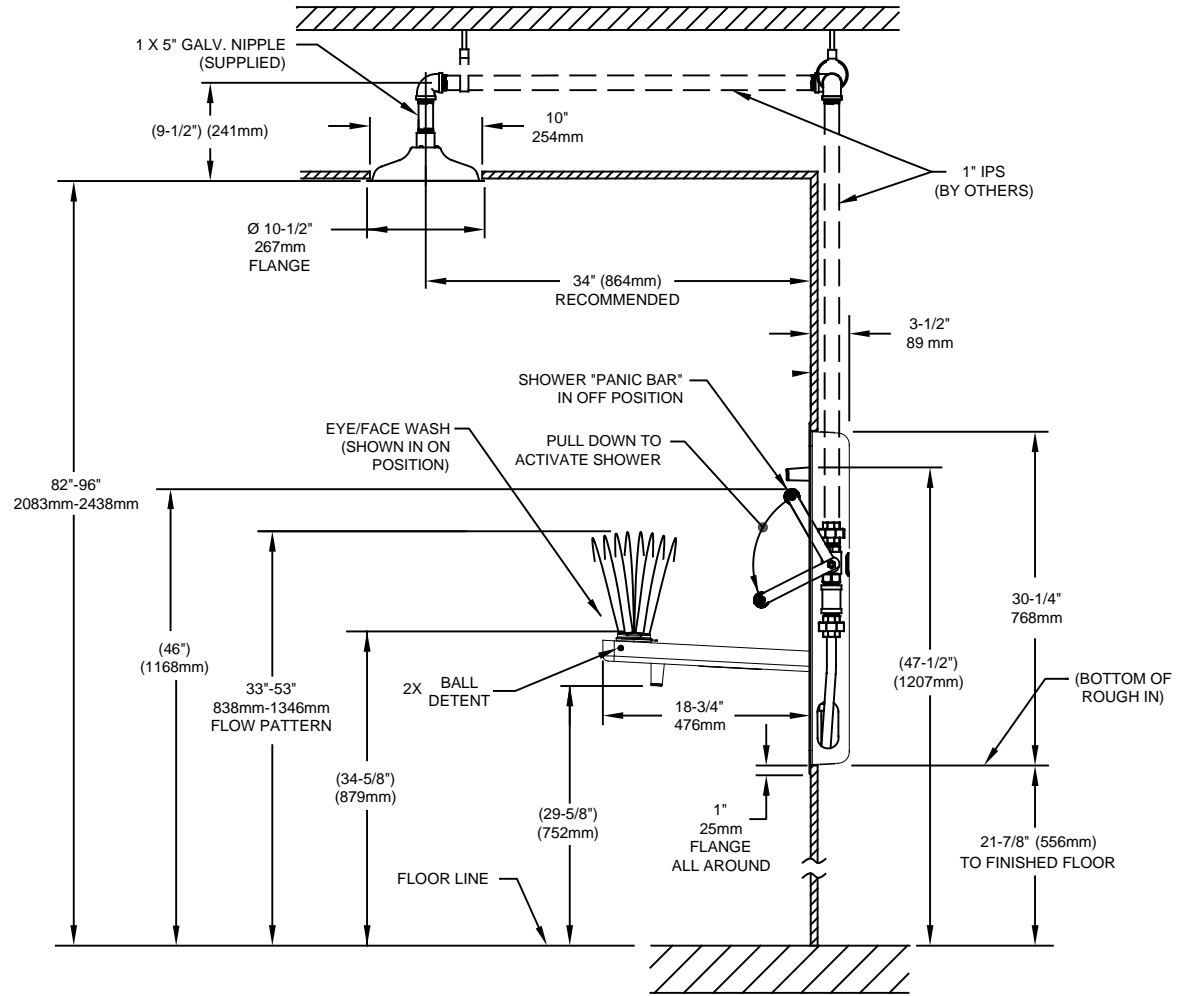 1 X 5" GALV. NIPPLE
(SUPPLIED)
(9-1/2") (241mm)
10"
254mm
1" IPS
(BY OTHERS)
Ø 10-1/2"
267mm
FLANGE
34" (864mm)
RECOMMENDED
3-1/2"
89 mm
SHOWER "PANIC BAR"
IN OFF POSITION
EYE/FACE WASH
(SHOWN IN ON
POSITION)
PULL DOWN TO
ACTIVATE SHOWER
82"-96"
2083mm-2438mm
30-1/4"
768mm
(46")
(1168mm)
33"-53"
838mm-1346mm
FLOW PATTERN
2X BALL
DETENT
18-3/4"
476mm
(47-1/2")
(1207mm)
(BOTTOM OF
ROUGH IN)
(34-5/8")
(879mm)
(29-5/8")
(752mm)
1"
25mm
FLANGE
ALL AROUND
21-7/8" (556mm)
TO FINISHED FLOOR
FLOOR LINE